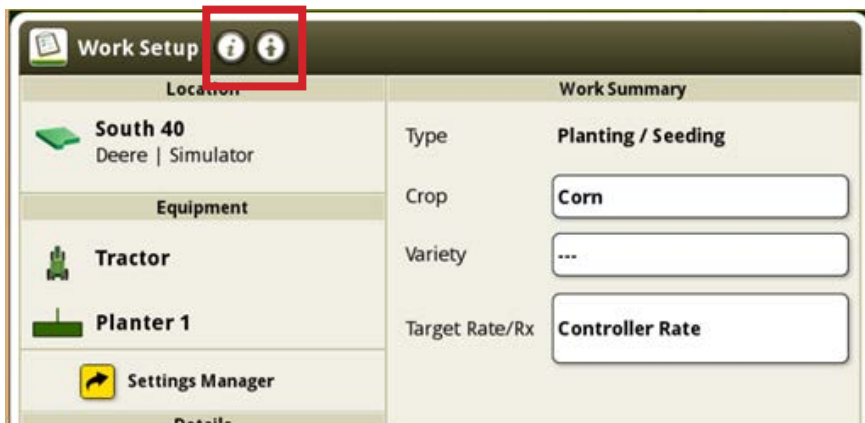 Work Setup
Location
South 40
Deere | Simulator
Equipment
Tractor
Planter 1
Settings Manager
Details
Work Summary
Type Planting / Seeding
Crop Corn
Variety ---
Target Rate/Rx Controller Rate